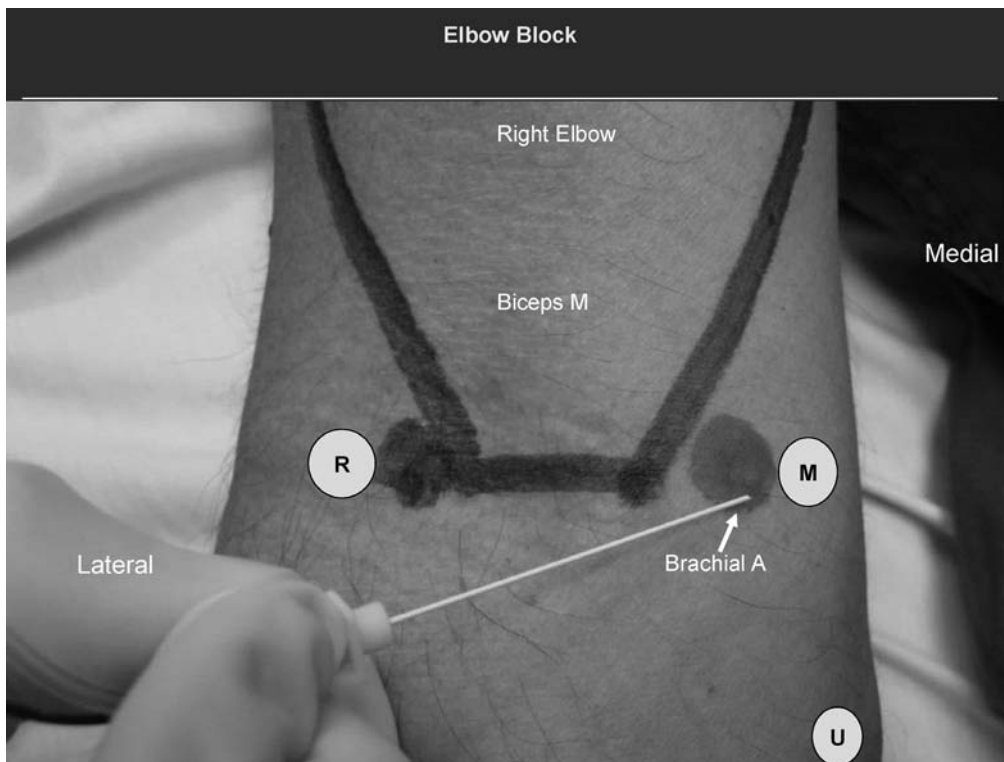 Elbow Block
Right Elbow
Medial
Biceps M
R
M
Brachial A
Lateral
U